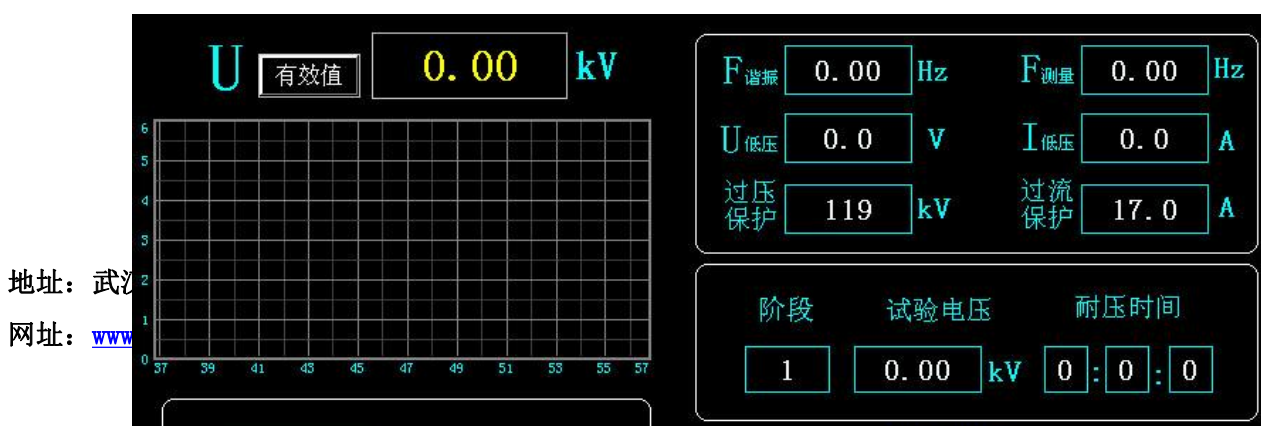 U 有效值 0.00 kV
F谐振 0.00 Hz F测量 0.00 Hz
U低压 0.0 V I低压 0.0 A
过压保护 119 kV 过流保护 17.0 A
6
5
4
3
2
1
0
37 39 41 43 45 47 49 51 53 55 57
地址：武汉
网址：www
阶段 试验电压 耐压时间
1 0.00 kV 0 : 0 : 0